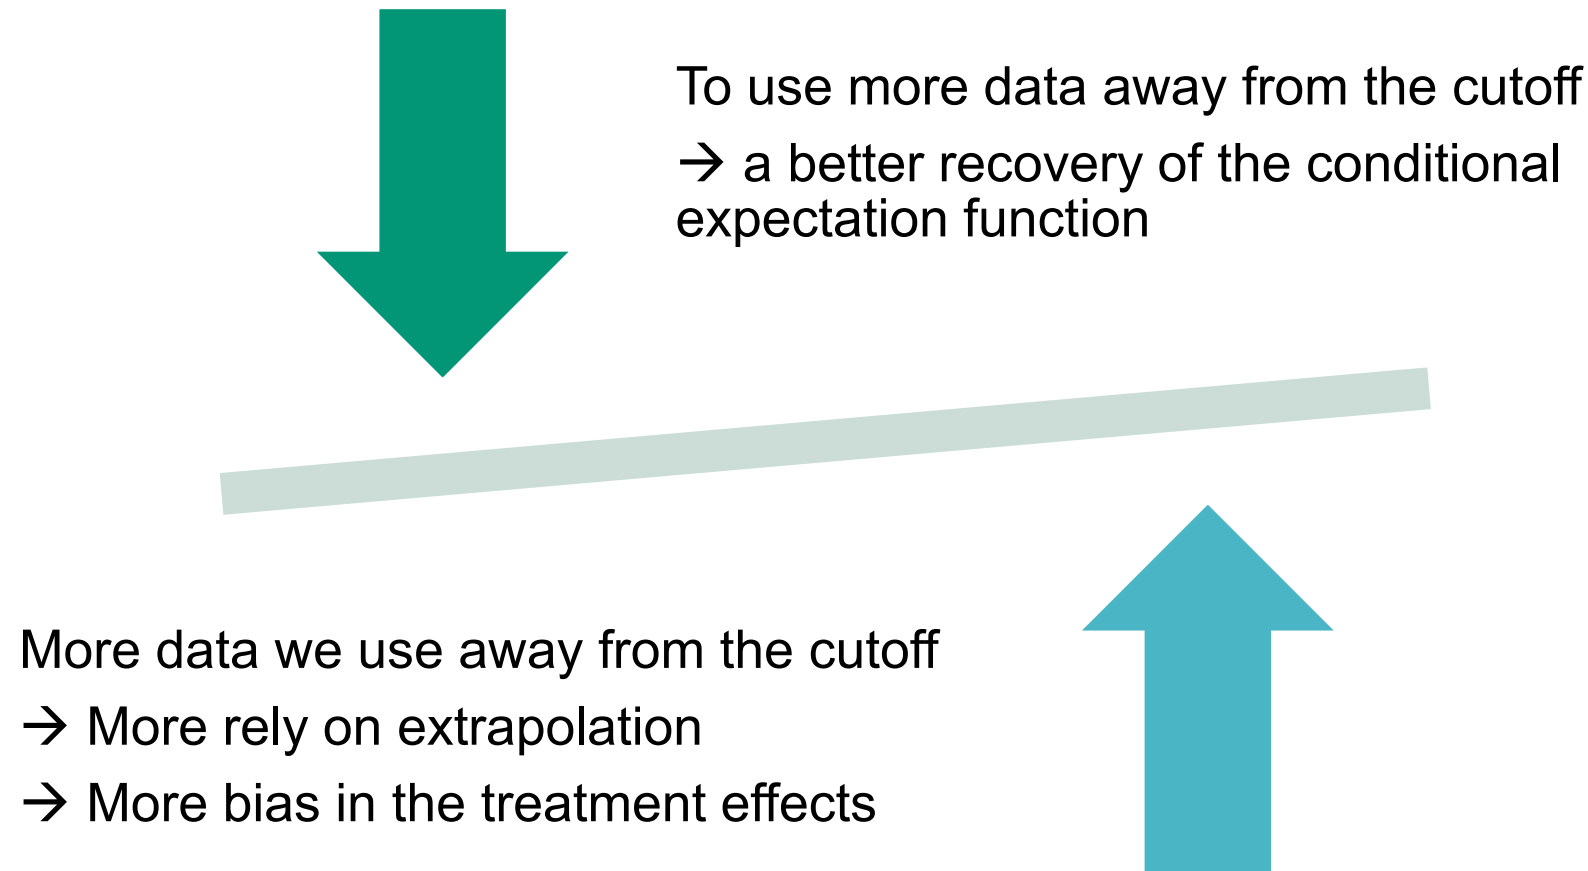 To use more data away from the cutoff
→ a better recovery of the conditional
expectation function
More data we use away from the cutoff
→ More rely on extrapolation
→ More bias in the treatment effects